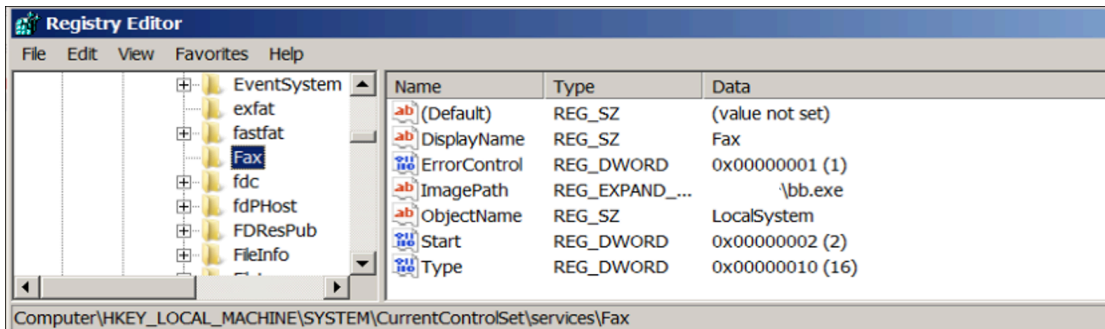 Registry Editor
File Edit View Favorites Help
EventSystem
exfat
fastfat
Fax
fdc
fdPHost
FDResPub
FileInfo
Name Type Data
(Default) REG_SZ (value not set)
DisplayName REG_SZ Fax
ErrorControl REG_DWORD 0x00000001 (1)
ImagePath REG_EXPAND_... \bb.exe
ObjectName REG_SZ LocalSystem
Start REG_DWORD 0x00000002 (2)
Type REG_DWORD 0x00000010 (16)
Computer\HKEY_LOCAL_MACHINE\SYSTEM\CurrentControlSet\services\Fax